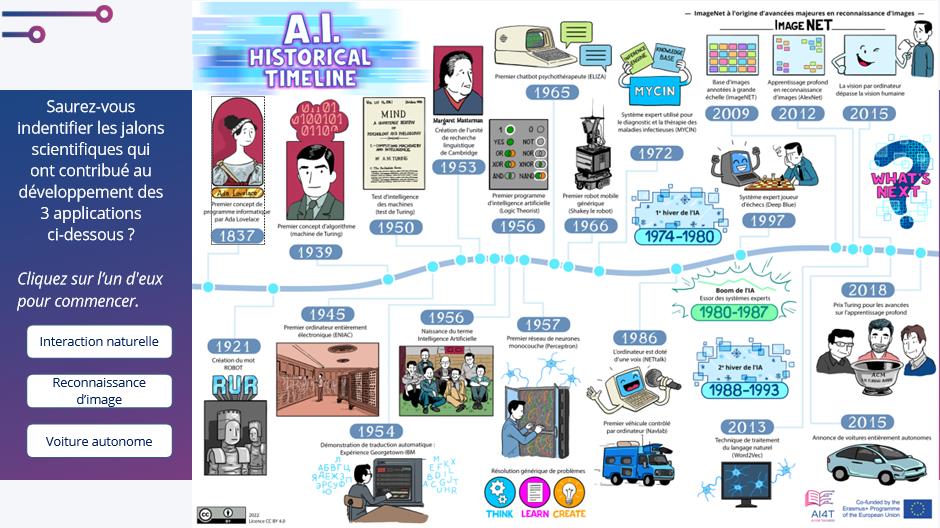 Saurez-vous
indentifier les jalons
scientifiques qui
ont contribué au
développement des
3 applications
ci-dessous ?
Cliquez sur l’un d'eux
pour commencer.
Interaction naturelle
Reconnaissance
d’image
Voiture autonome
A.I.
HISTORICAL
TIMELINE
— ImageNet à l'origine d'avancées majeures en reconnaissance d'images —
IMAGENET
Ada Lovelace
Premier concept de
programme informatique
par Ada Lovelace
1837
01101
0100101
01100
Premier concept d'algorithme
(machine de Turing)
1939
MIND
A QUARTERLY REVIEW
OF
PSYCHOLOGY AND PHILOSOPHY
BY A. M. TURING
Test d'intelligence
des machines
(test de Turing)
1950
Margaret Masterman
Création de l'unité
de recherche
linguistique
de Cambridge
1953
Premier chatbot psychothérapeute (ELIZA)
1965
1 0
YES NOT
OR NOR
XOR XNOR
AND NAND
Premier programme
d'intelligence artificielle
(Logic Theorist)
1956
Premier robot mobile
générique
(Shakey le robot)
1966
INFERENCE
ENGINE
KNOWLEDGE
BASE
MYCIN
Système expert utilisé pour
le diagnostic et la thérapie des
maladies infectieuses (MYCIN)
1972
1ᵉ hiver de l'IA
1974-1980
Base d'images
annotées à grande
échelle (ImageNET)
2009
Apprentissage profond
en reconnaissance
d'images (AlexNet)
2012
La vision par ordinateur
dépasse la vision humaine
2015
Système expert joueur
d'échecs (Deep Blue)
1997
WHAT'S
NEXT
1921
Création du mot
ROBOT
RUR
1945
Premier ordinateur entièrement
électronique (ENIAC)
1954
Démonstration de traduction automatique :
Expérience Georgetown-IBM
1956
Naissance du terme
Intelligence Artificielle
1957
Premier réseau de neurones
monocouche (Perceptron)
Résolution générique de problèmes
THINK LEARN CREATE
1986
L'ordinateur est doté
d'une voix (NETtalk)
Premier véhicule contrôlé
par ordinateur (Navlab)
Boom de l'IA
Essor des systèmes experts
1980-1987
2ᵉ hiver de l'IA
1988-1993
2013
Technique de traitement
du langage naturel
(Word2Vec)
2018
Prix Turing pour les avancées
sur l'apprentissage profond
ACM
2015
Annonce de voitures entièrement autonomes
cc BY
2022
Licence CC BY 4.0
AI4T
Co-funded by the
Erasmus+ Programme
of the European Union